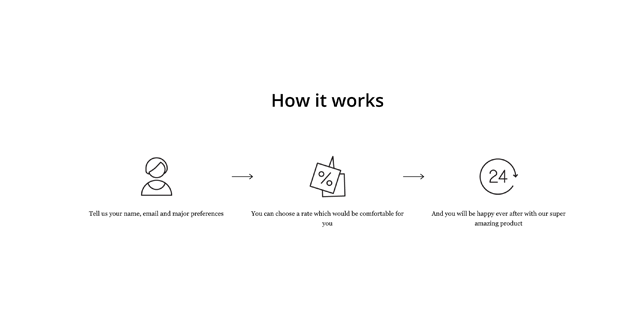 How it works
%
24
Tell us your name, email and major preferences
You can choose a rate which would be comfortable for
you
And you will be happy ever after with our super
amazing product